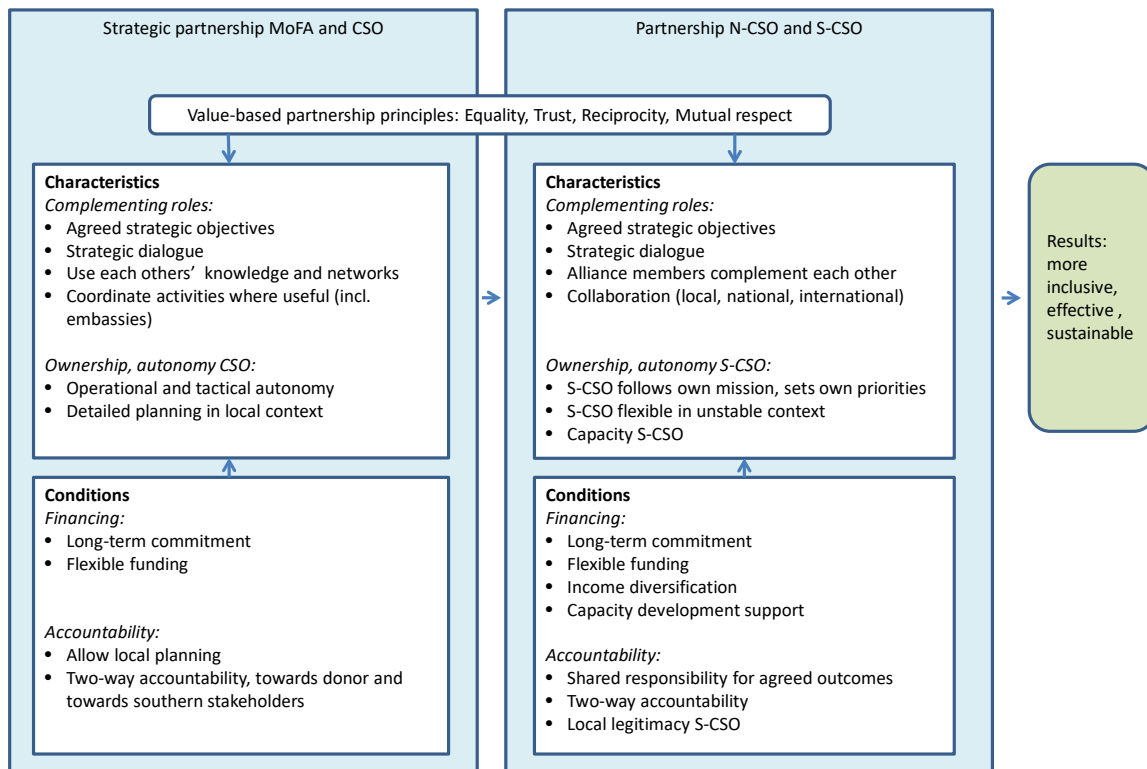 Strategic partnership MoFA and CSO
Partnership N-CSO and S-CSO
Value-based partnership principles: Equality, Trust, Reciprocity, Mutual respect
Characteristics
Complementing roles:
• Agreed strategic objectives
• Strategic dialogue
• Use each others’ knowledge and networks
• Coordinate activities where useful (incl.
embassies)
Ownership, autonomy CSO:
• Operational and tactical autonomy
• Detailed planning in local context
Conditions
Financing:
• Long-term commitment
• Flexible funding
Accountability:
• Allow local planning
• Two-way accountability, towards donor and
towards southern stakeholders
Characteristics
Complementing roles:
• Agreed strategic objectives
• Strategic dialogue
• Alliance members complement each other
• Collaboration (local, national, international)
Ownership, autonomy S-CSO:
• S-CSO follows own mission, sets own priorities
• S-CSO flexible in unstable context
• Capacity S-CSO
Conditions
Financing:
• Long-term commitment
• Flexible funding
• Income diversification
• Capacity development support
Accountability:
• Shared responsibility for agreed outcomes
• Two-way accountability
• Local legitimacy S-CSO
Results:
more
inclusive,
effective ,
sustainable